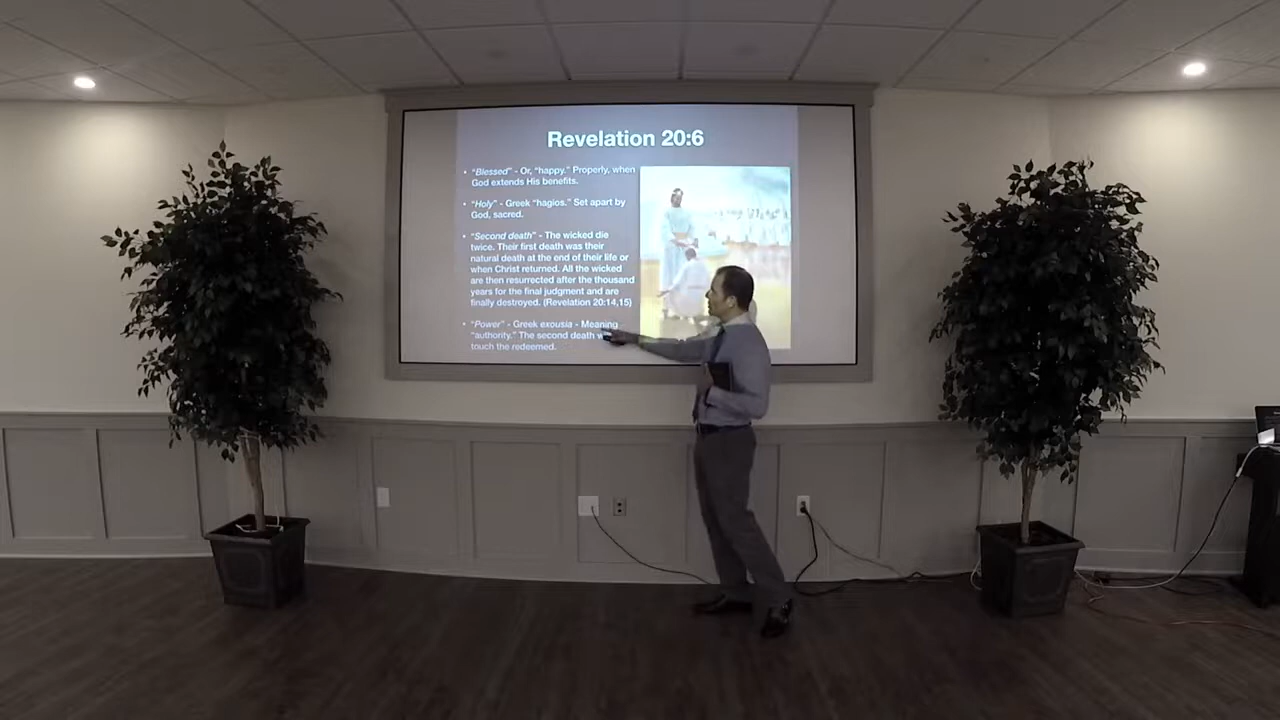 Revelation 20:6
• "Blessed" - Or, "happy." Properly, when
God extends His benefits.
• "Holy" - Greek "hagios." Set apart by
God, sacred.
• "Second death" - The wicked die
twice. Their first death was their
natural death at the end of their life or
when Christ returned. All the wicked
are then resurrected after the thousand
years for the final judgment and are
finally destroyed. (Revelation 20:14,15)
• "Power" - Greek exousia - Meaning
"authority." The second death
touch the redeemed.